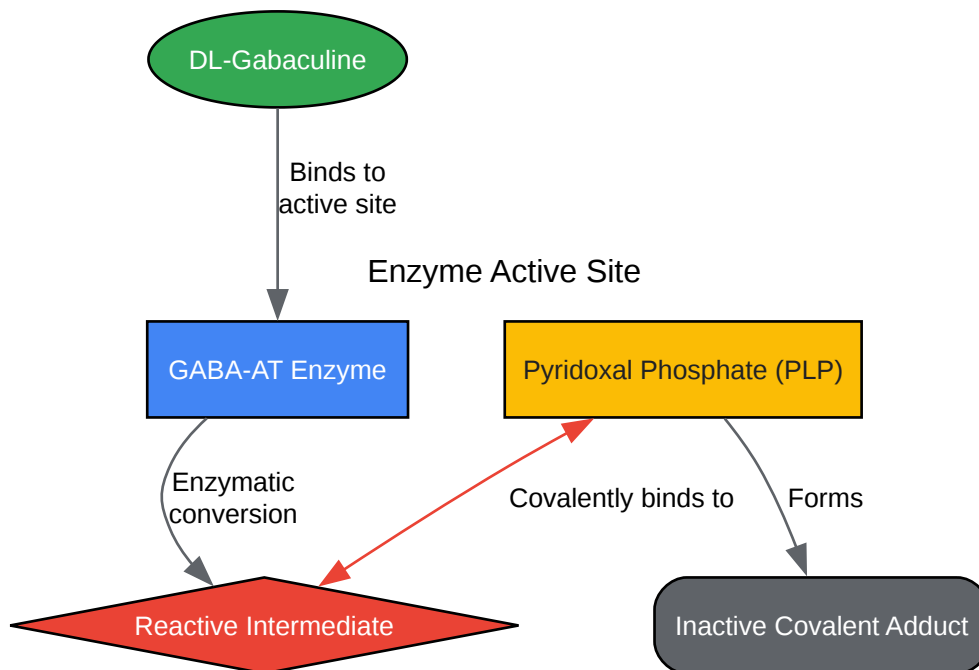 DL-Gabaculine
Binds to
active site
Enzyme Active Site
GABA-AT Enzyme
Pyridoxal Phosphate (PLP)
Enzymatic
conversion
Covalently binds to
Forms
Reactive Intermediate
Inactive Covalent Adduct